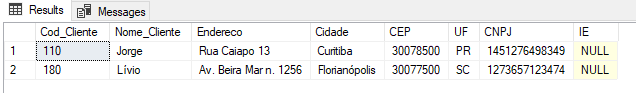 Results Messages
Cod_Cliente Nome_Cliente Endereco Cidade CEP UF CNPJ IE
1 110 Jorge Rua Caiapo 13 Curitiba 30078500 PR 1451276498349 NULL
2 180 Lívio Av. Beira Mar n. 1256 Florianópolis 30077500 SC 1273657123474 NULL